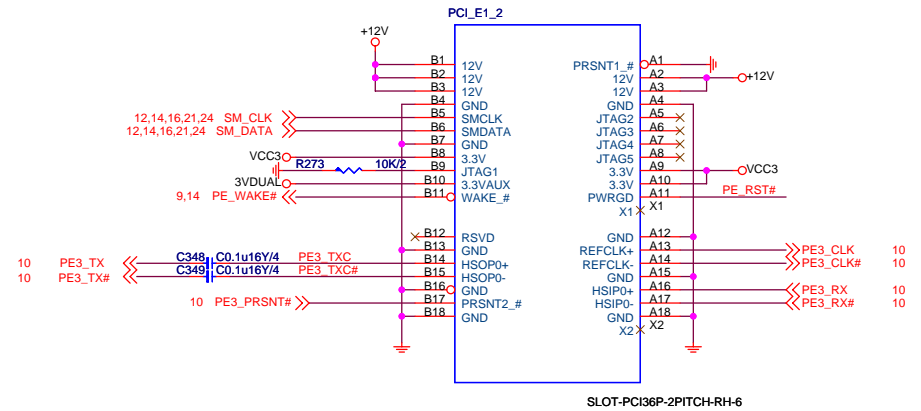 PCI_E1_2
+12V
B1 12V PRSNT1_# A1
B2 12V 12V A2 +12V
B3 12V 12V A3
B4 GND GND A4
12,14,16,21,24 SM_CLK B5 SMCLK JTAG2 A5
12,14,16,21,24 SM_DATA B6 SMDATA JTAG3 A6
B7 GND JTAG4 A7
VCC3 B8 3.3V JTAG5 A8
R273 10K/2 B9 JTAG1 3.3V A9 VCC3
3VDUAL B10 3.3VAUX 3.3V A10
9,14 PE_WAKE# B11 WAKE_# PWRGD A11 PE_RST#
X1 X1
B12 RSVD GND A12
B13 GND REFCLK+ A13 PE3_CLK 10
10 PE3_TX C348 C0.1u16Y/4 PE3_TXC B14 HSOP0+ REFCLK- A14 PE3_CLK# 10
10 PE3_TX# C349 C0.1u16Y/4 PE3_TXC# B15 HSOP0- GND A15
B16 GND HSIP0+ A16 PE3_RX 10
10 PE3_PRSNT# B17 PRSNT2_# HSIP0- A17 PE3_RX# 10
B18 GND GND A18
X2 X2
SLOT-PCI36P-2PITCH-RH-6